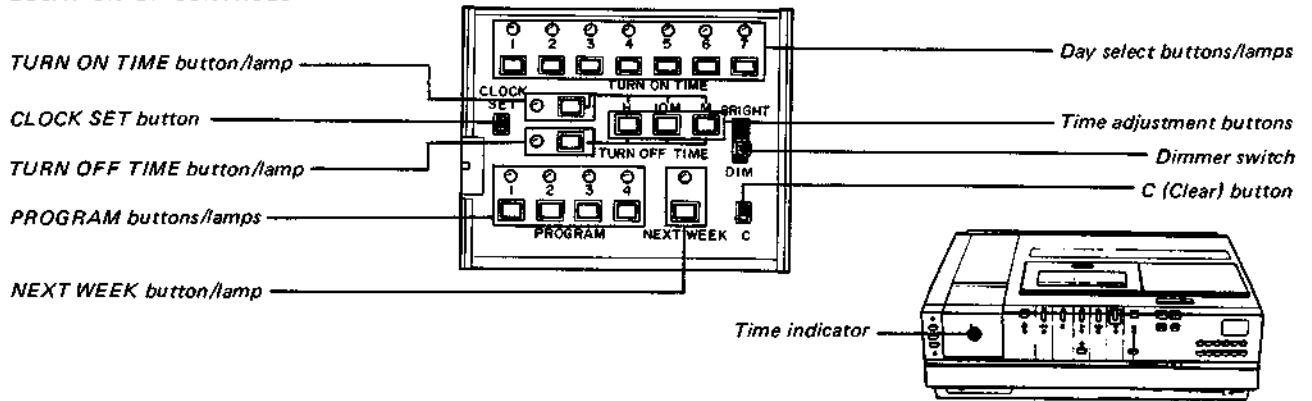 1 2 3 4 5 6 7
TURN ON TIME
CLOCK
SET
H 10M M
BRIGHT
TURN OFF TIME
DIM
1 2 3 4
PROGRAM
NEXT WEEK
C
TURN ON TIME button/lamp
CLOCK SET button
TURN OFF TIME button/lamp
PROGRAM buttons/lamps
NEXT WEEK button/lamp
Day select buttons/lamps
Time adjustment buttons
Dimmer switch
C (Clear) button
Time indicator